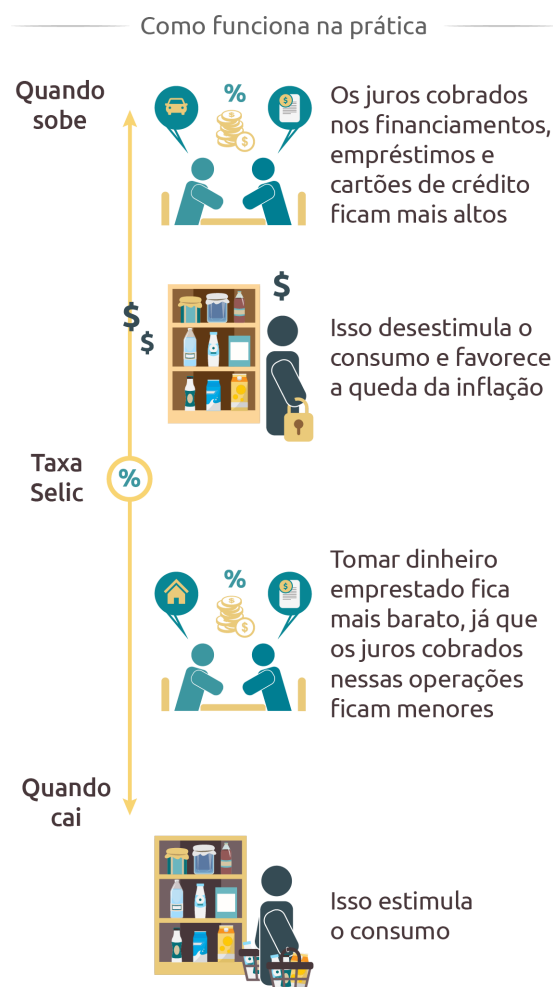 Como funciona na prática
Quando
sobe
%
Os juros cobrados
nos financiamentos,
empréstimos e
cartões de crédito
ficam mais altos
$
$
$
Isso desestimula o
consumo e favorece
a queda da inflação
Taxa
Selic
%
%
Tomar dinheiro
emprestado fica
mais barato, já que
os juros cobrados
nessas operações
ficam menores
Quando
cai
Isso estimula
o consumo